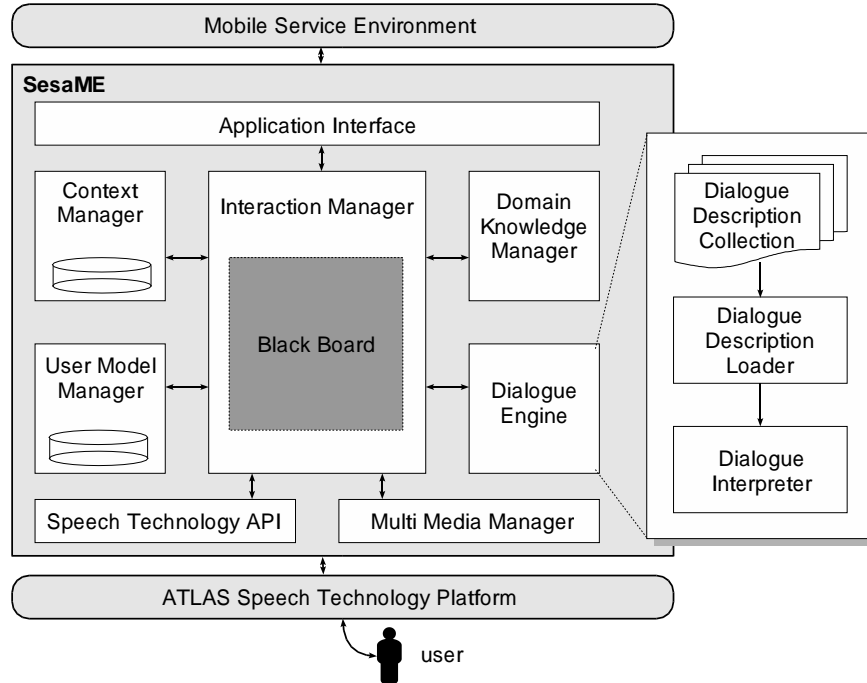 Mobile Service Environment
SesaME
Application Interface
Context
Manager
Interaction Manager
Domain
Knowledge
Manager
Black Board
User Model
Manager
Dialogue
Engine
Speech Technology API
Multi Media Manager
Dialogue
Description
Collection
Dialogue
Description
Loader
Dialogue
Interpreter
ATLAS Speech Technology Platform
user